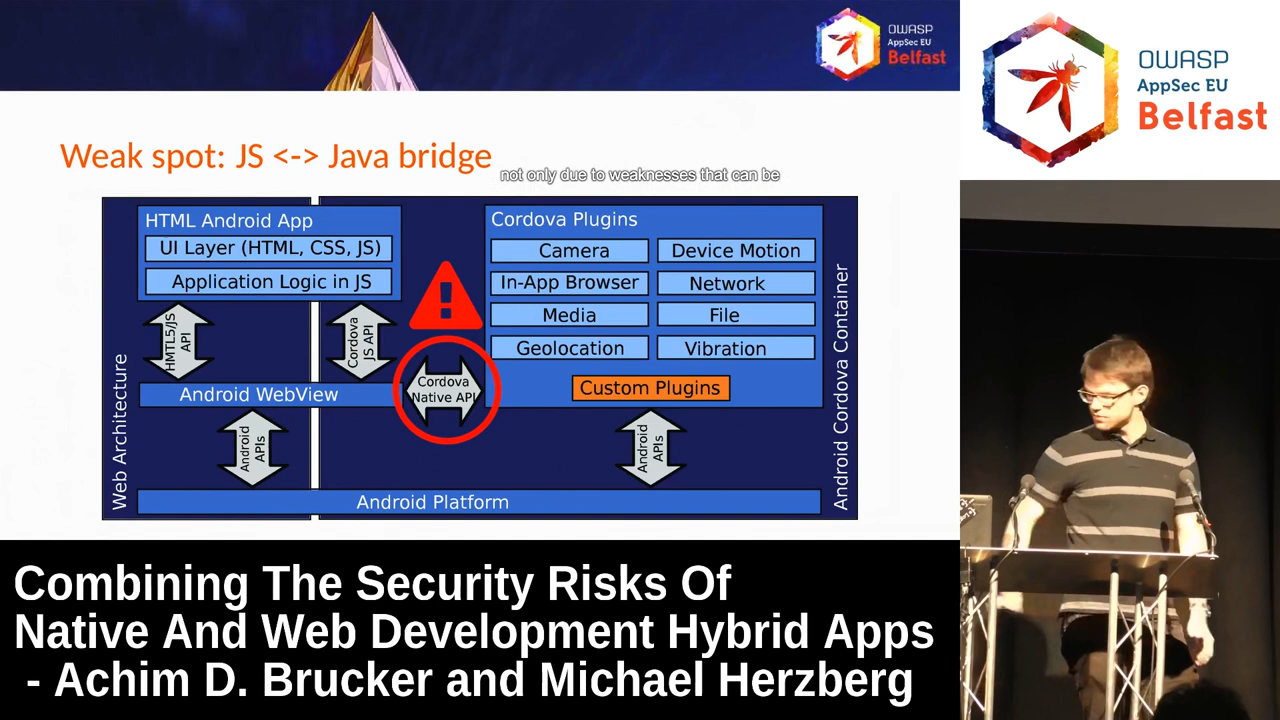 OWASP
AppSec EU
Belfast
OWASP
AppSec EU
Belfast
Weak spot: JS <-> Java bridge
not only due to weaknesses that can be
HTML Android App
UI Layer (HTML, CSS, JS)
Application Logic in JS
HMTL5/JS
API
Cordova
JS API
Android WebView
Cordova
Native API
Cordova Plugins
Camera
Device Motion
In-App Browser
Network
Media
File
Geolocation
Vibration
Custom Plugins
Android
APIs
Android
APIs
Android Platform
Web Architecture
Android Cordova Container
Combining The Security Risks Of
Native And Web Development Hybrid Apps
- Achim D. Brucker and Michael Herzberg